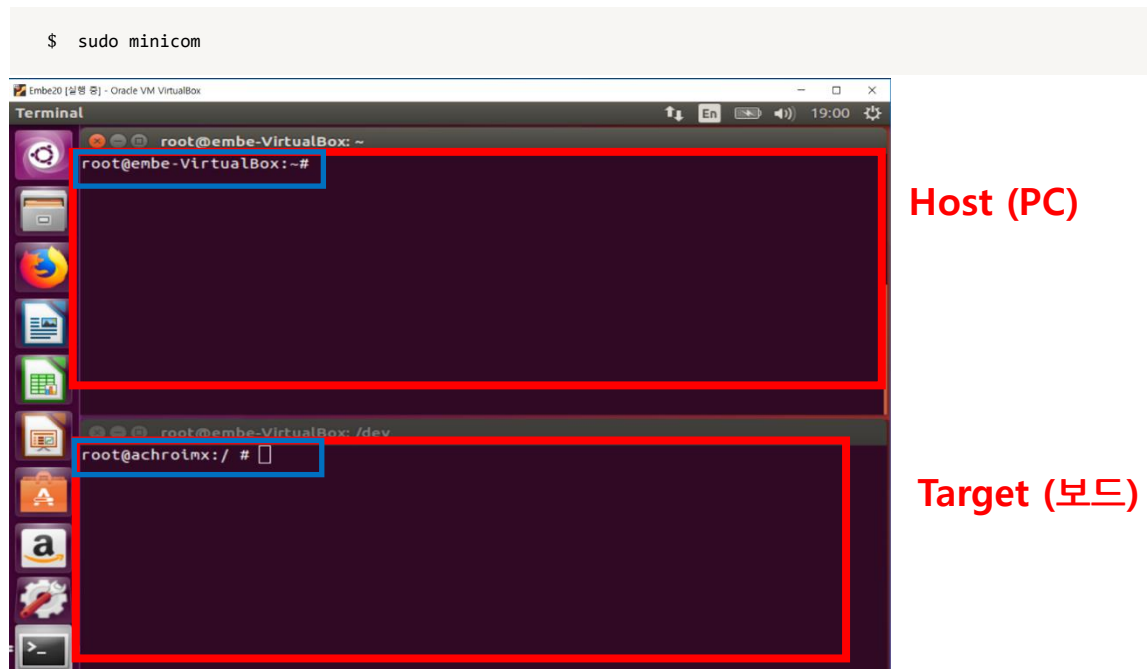 $ sudo minicom
Embe20 [실행 중] - Oracle VM VirtualBox
Terminal
En
19:00
root@embe-VirtualBox: ~
root@embe-VirtualBox:~#
Host (PC)
root@embe-VirtualBox: /dev
root@achroimx:/ #
Target (보드)